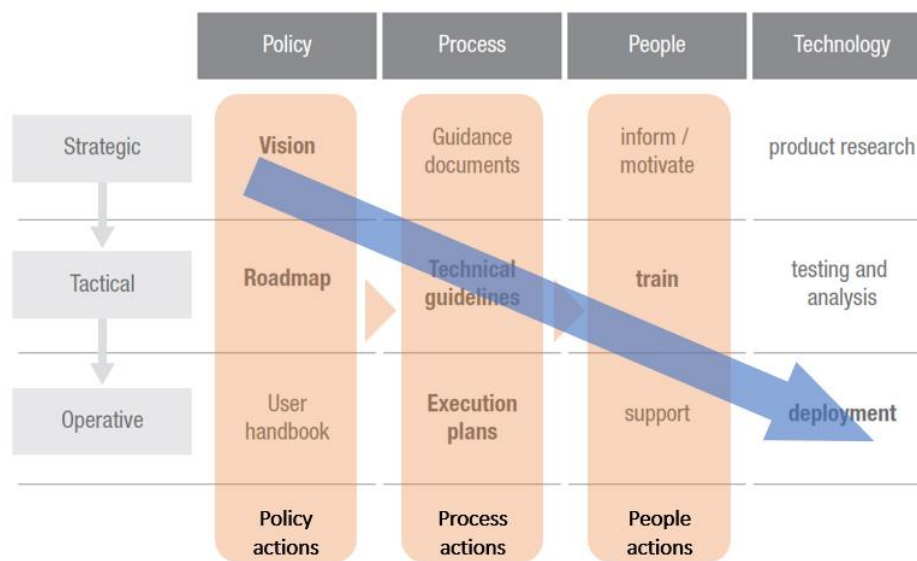 Policy Process People Technology
Strategic Vision Guidance documents inform / motivate product research
Tactical Roadmap Technical guidelines train testing and analysis
Operative User handbook Execution plans support deployment
Policy actions Process actions People actions